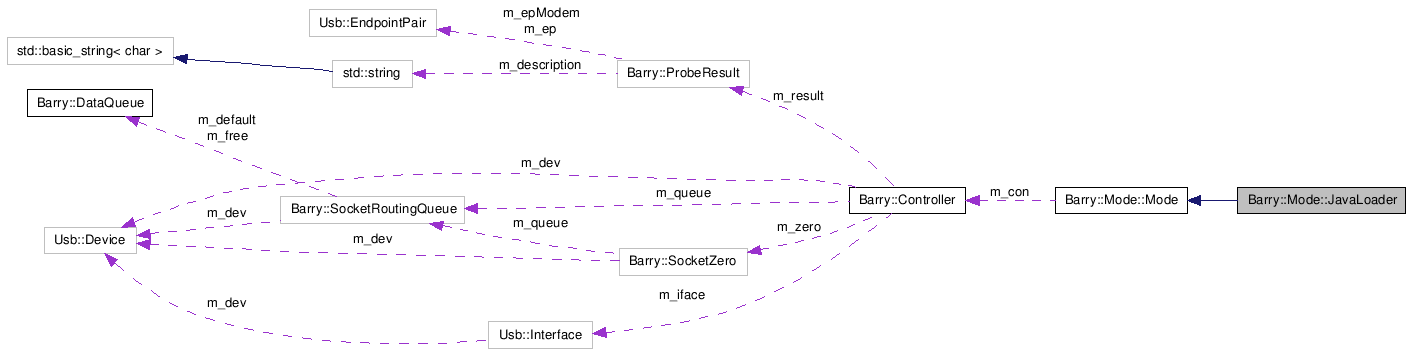 m_epModem
m_ep
Usb::EndpointPair
std::basic_string< char >
std::string
m_description
Barry::ProbeResult
Barry::DataQueue
m_result
m_default
m_free
m_dev
m_queue
m_con
Barry::Controller
Barry::Mode::Mode
Barry::Mode::JavaLoader
Barry::SocketRoutingQueue
m_dev
m_queue
m_zero
Usb::Device
m_dev
Barry::SocketZero
m_iface
m_dev
Usb::Interface